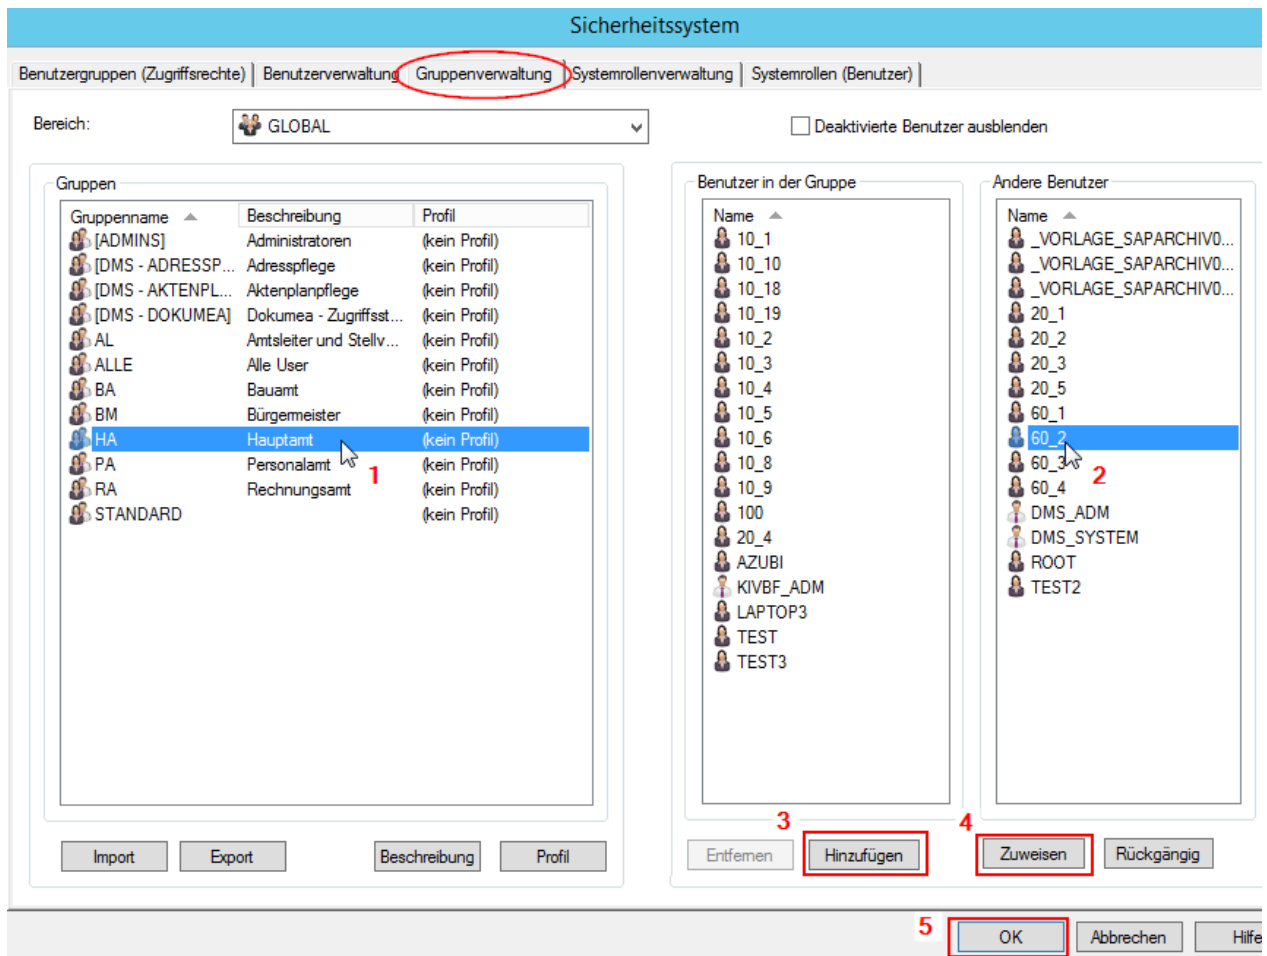 Sicherheitssystem
Benutzergruppen (Zugriffsrechte) Benutzerverwaltung Gruppenverwaltung Systemrollenverwaltung Systemrollen (Benutzer)
Bereich: GLOBAL Deaktivierte Benutzer ausblenden
Gruppen
Gruppenname Beschreibung Profil
[ADMINS] Administratoren (kein Profil)
[DMS - ADRESSP... Adresspflege (kein Profil)
[DMS - AKTENPL... Aktenplanpflege (kein Profil)
[DMS - DOKUMEA] Dokumea - Zugriffsst... (kein Profil)
AL Amtsleiter und Stellv... (kein Profil)
ALLE Alle User (kein Profil)
BA Bauamt (kein Profil)
BM Bürgermeister (kein Profil)
HA Hauptamt (kein Profil)
PA Personalamt (kein Profil)
RA Rechnungsamt (kein Profil)
STANDARD (kein Profil)
1
Import Export Beschreibung Profil
Benutzer in der Gruppe
Name
10_1
10_10
10_18
10_19
10_2
10_3
10_4
10_5
10_6
10_8
10_9
100
20_4
AZUBI
KIVBF_ADM
LAPTOP3
TEST
TEST3
3
Entfernen Hinzufügen
Andere Benutzer
Name
_VORLAGE_SAPARCHIV0...
_VORLAGE_SAPARCHIV0...
_VORLAGE_SAPARCHIV0...
20_1
20_2
20_3
20_5
60_1
60_2
60_3
2
60_4
DMS_ADM
DMS_SYSTEM
ROOT
TEST2
4
Zuweisen Rückgängig
5
OK Abbrechen Hilfe